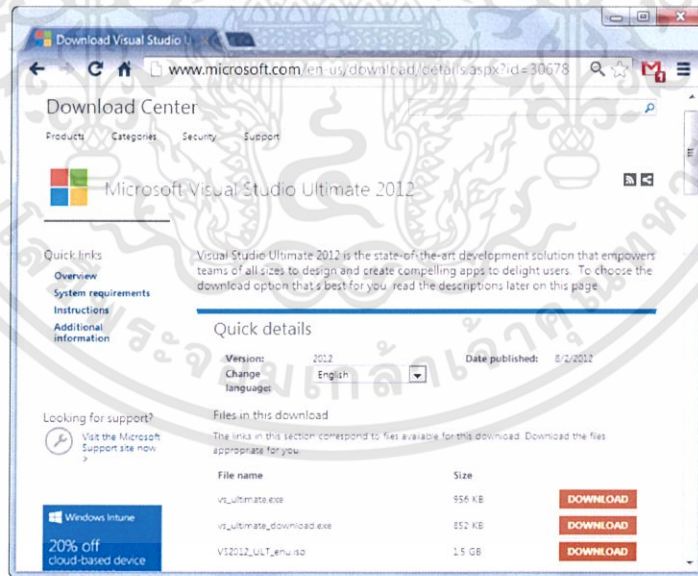 Download Visual Studio U
www.microsoft.com/en-us/download/details.aspx?id=30678
Download Center
Products Categories Security Support
Microsoft Visual Studio Ultimate 2012
Quick links
Overview
System requirements
Instructions
Additional
information
Visual Studio Ultimate 2012 is the state-of-the-art development solution that empowers
teams of all sizes to design and create compelling apps to delight users. To choose the
download option that's best for you, read the descriptions later on this page.
Quick details
Version: 2012 Date published: 8/2/2012
Change
language: English
Looking for support?
Visit the Microsoft
Support site now
>
Files in this download
The links in this section correspond to files available for this download. Download the files
appropriate for you.
File name Size
vs_ultimate.exe 956 KB DOWNLOAD
vs_ultimate_download.exe 852 KB DOWNLOAD
VS2012_ULT_enu.iso 1.5 GB DOWNLOAD
Windows Intune
20% off
cloud-based device